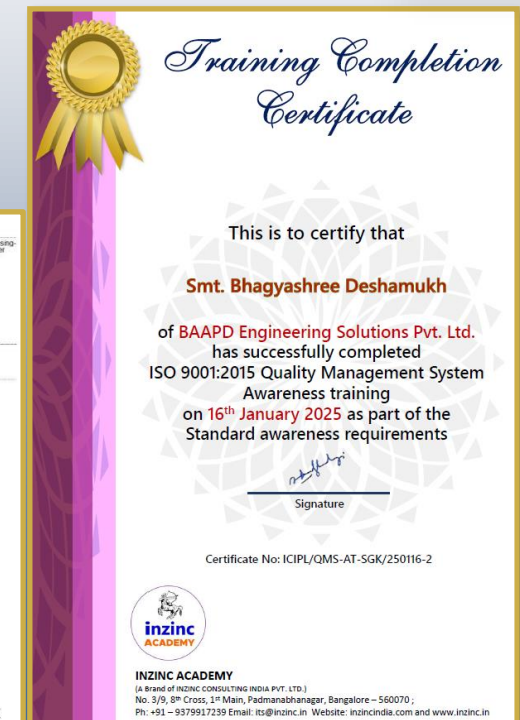 Training Completion
Certificate
This is to certify that
Smt. Bhagyashree Deshamukh
of BAAPD Engineering Solutions Pvt. Ltd.
has successfully completed
ISO 9001:2015 Quality Management System
Awareness training
on 16th January 2025 as part of the
Standard awareness requirements
Signature
Certificate No: ICIPL/QMS-AT-SGK/250116-2
inzinc
ACADEMY
INZINC ACADEMY
(A Brand of INZINC CONSULTING INDIA PVT. LTD.)
No. 3/9, 8th Cross, 1st Main, Padmanabhanagar, Bangalore – 560070 ;
Ph: +91 – 9379917239 Email: its@inzinc.in Website: inzincindia.com and www.inzinc.in